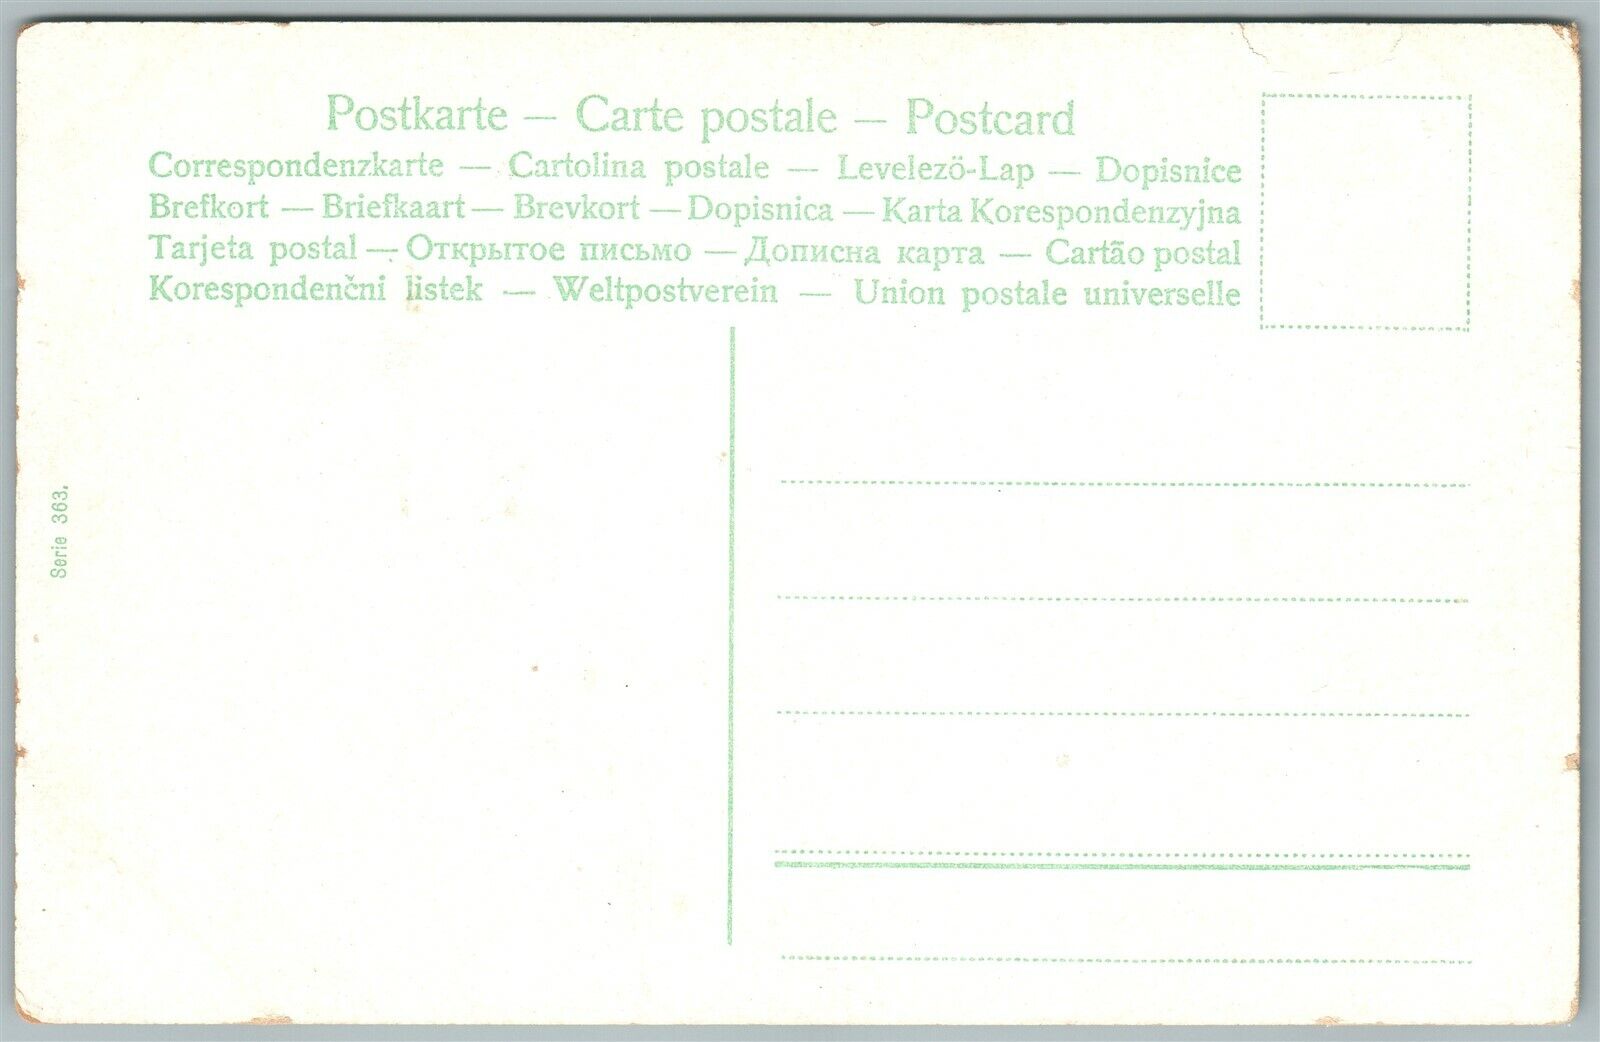 Postkarte — Carte postale — Postcard
Correspondenzkarte — Cartolina postale — Levelezö-Lap — Dopisnice
Brefkort — Briefkaart — Brevkort — Dopisnica — Karta Korespondenzyjna
Tarjeta postal — Открытое письмо — Дописна карта — Cartão postal
Korespondenčni listek — Weltpostverein — Union postale universelle
Serie 363.